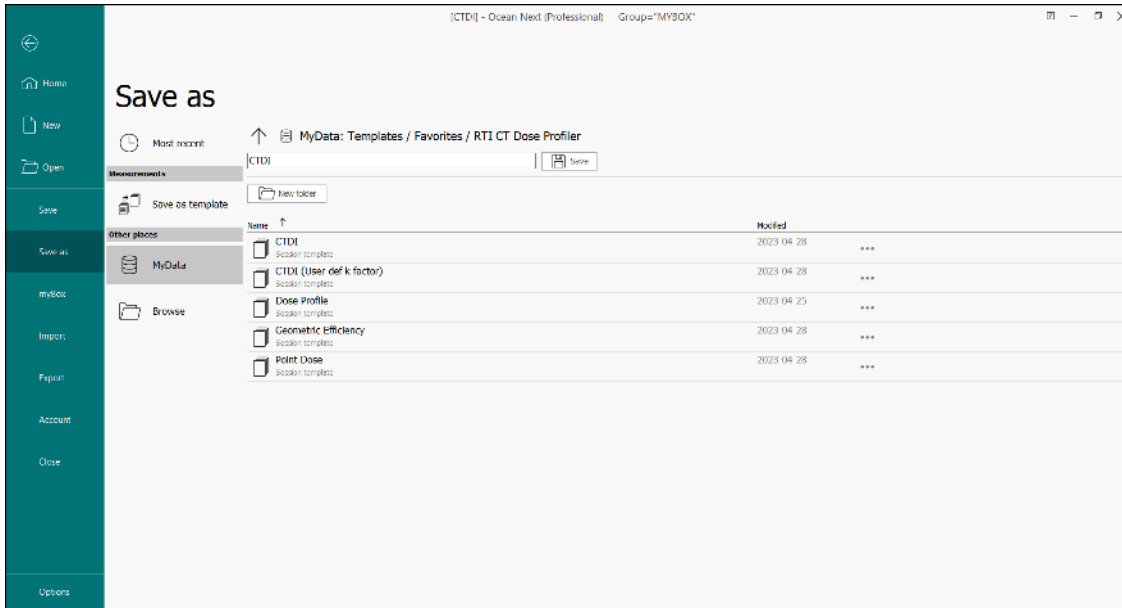 [CTDI] - Ocean Next (Professional) Group="MYBOX"
Home
New
Open
Save
Save as
myBox
Import
Export
Account
Close
Options
Save as
Most recent
Measurements
Save as template
Other places
MyData
Browse
MyData: Templates / Favorites / RTI CT Dose Profiler
CTDI
Save
New folder
Name Modified
CTDI 2023-04-28
Session template
CTDI (User def k factor) 2023-04-28
Session template
Dose Profile 2023-04-25
Session template
Geometric Efficiency 2023-04-28
Session template
Point Dose 2023-04-28
Session template